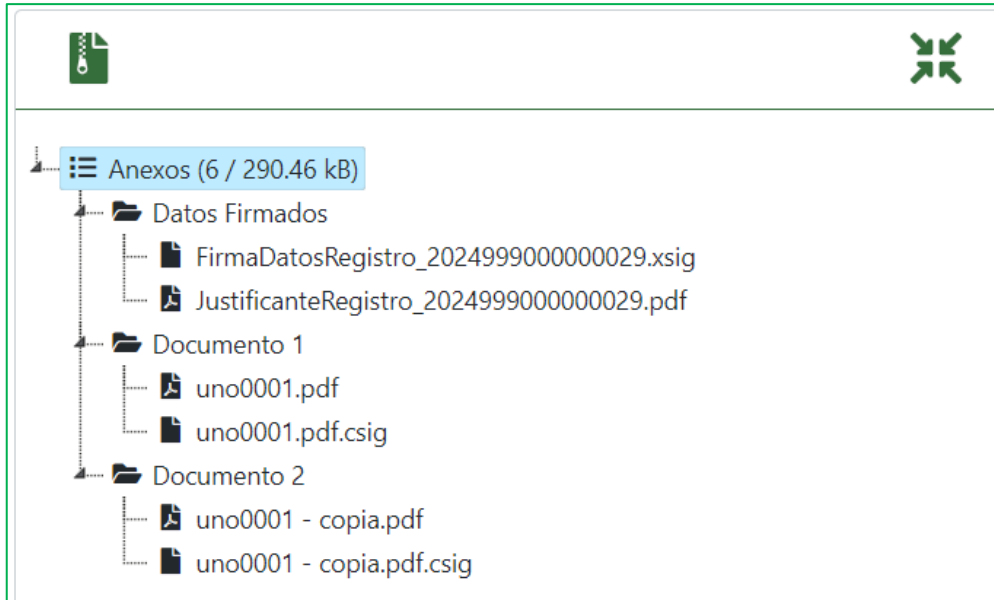 Anexos (6 / 290.46 kB)
Datos Firmados
FirmaDatosRegistro_2024999000000029.xsig
JustificanteRegistro_2024999000000029.pdf
Documento 1
uno0001.pdf
uno0001.pdf.csig
Documento 2
uno0001 - copia.pdf
uno0001 - copia.pdf.csig